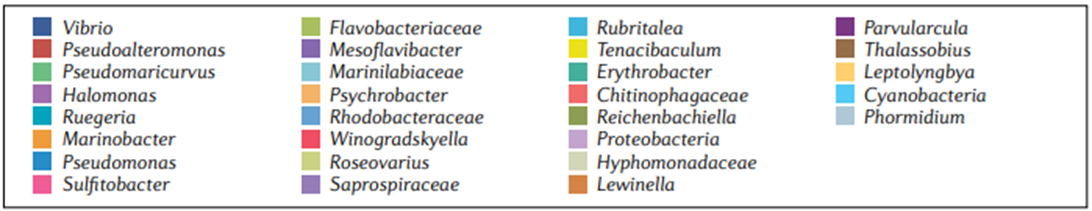 Vibrio
Pseudoalteromonas
Pseudomaricurvus
Halomonas
Ruegeria
Marinobacter
Pseudomonas
Sulfitobacter
Flavobacteriaceae
Mesoflavibacter
Marinilabiaceae
Psychrobacter
Rhodobacteraceae
Winogradskyella
Roseovarius
Saprospiraceae
Rubritalea
Tenacibaculum
Erythrobacter
Chitinophagaceae
Reichenbachiella
Proteobacteria
Hyphomonadaceae
Lewinella
Parvularcula
Thalassobius
Leptolyngbya
Cyanobacteria
Phormidium